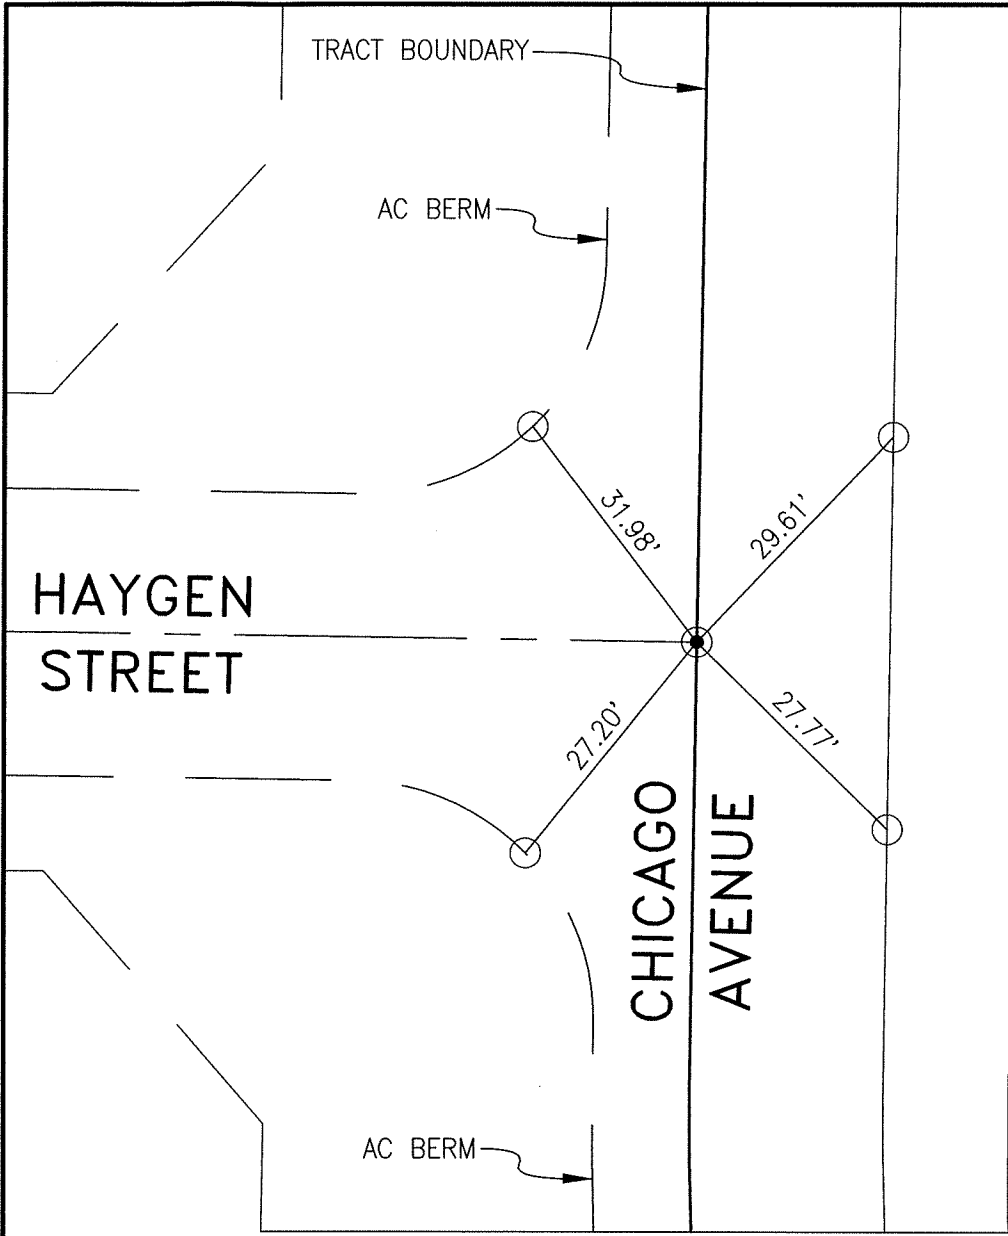 TRACT BOUNDARY
AC BERM
31.98'
29.61'
HAYGEN
STREET
27.20'
27.77'
CHICAGO
AVENUE
AC BERM